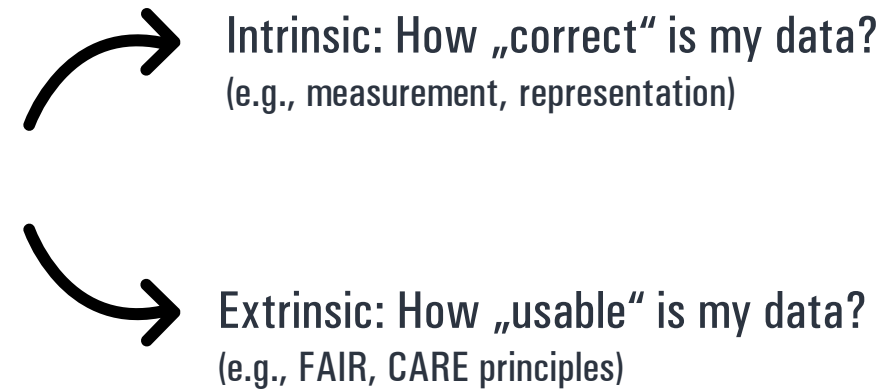 Intrinsic: How „correct“ is my data?
(e.g., measurement, representation)
Extrinsic: How „usable“ is my data?
(e.g., FAIR, CARE principles)